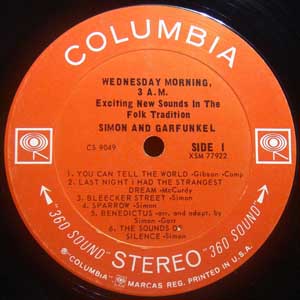 COLUMBIA
WEDNESDAY MORNING,
3 A.M.
Exciting New Sounds In The
Folk Tradition
SIMON AND GARFUNKEL
CS 9049
SIDE 1
XSM 77922
1. YOU CAN TELL THE WORLD -Gibson -Camp
2. LAST NIGHT I HAD THE STRANGEST
DREAM-McCurdy
3. BLEECKER STREET -Simon
4. SPARROW -Simon
5. BENEDICTUS -arr. and adapt. by
Simon - Garr
6. THE SOUNDS OF
SILENCE-Simon
"360 SOUND" STEREO "360 SOUND"
® "COLUMBIA" MARCAS REG. PRINTED IN U.S.A.